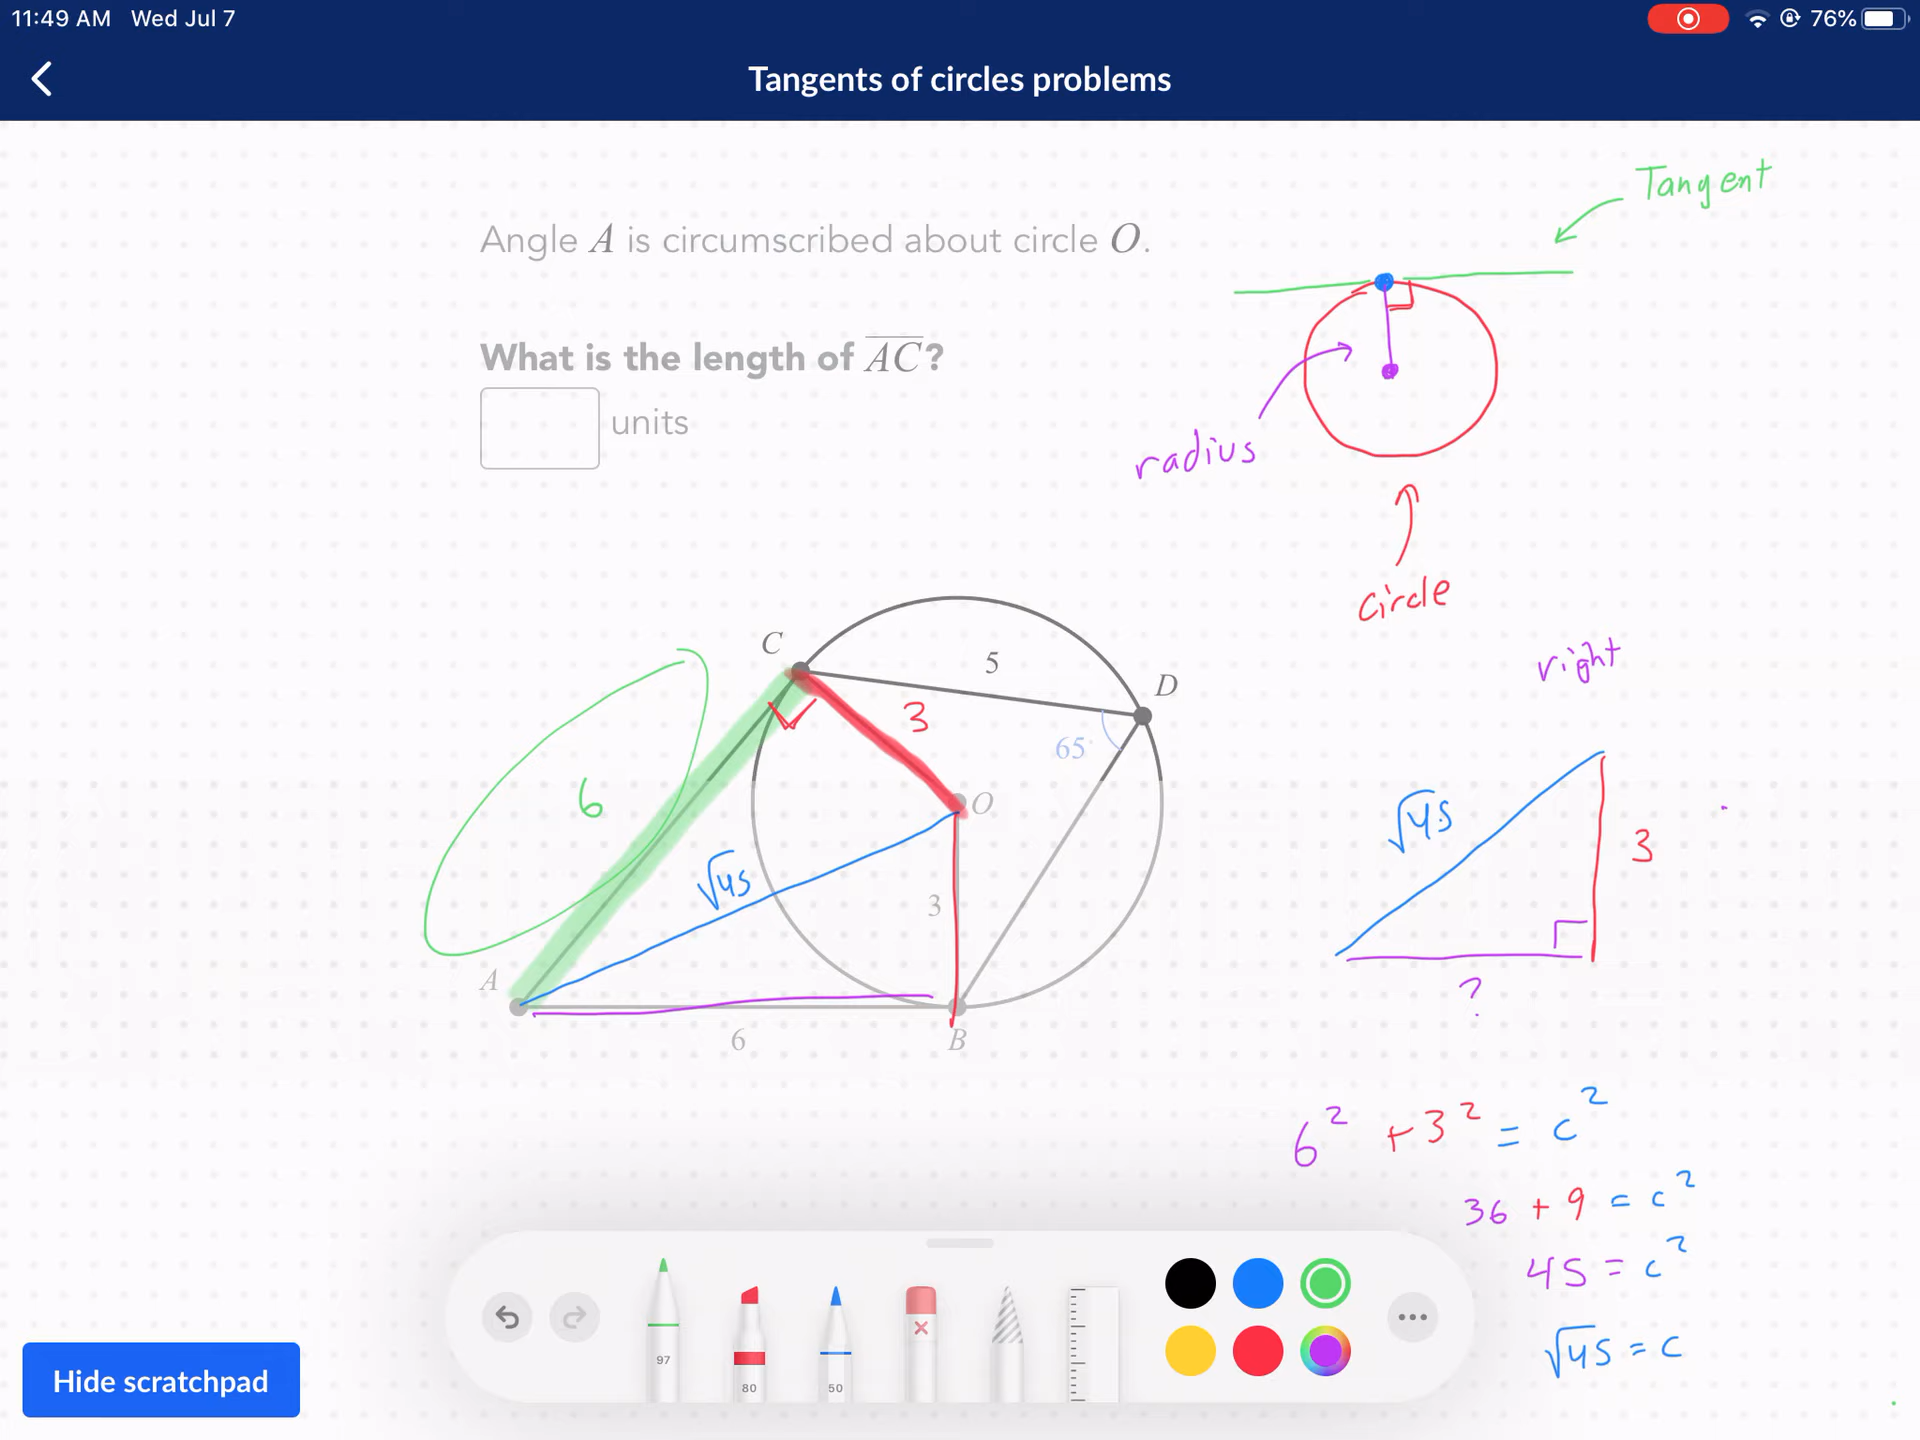 11:49 AM Wed Jul 7
76%
Tangents of circles problems
Tangent
Angle A is circumscribed about circle O.
What is the length of AC?
units
radius
circle
right
C
5
D
3
65°
6
O
√45
3
√45
3
A
6
B
?
6² + 3² = c²
36 + 9 = c²
45 = c²
√45 = c
97
80
50
Hide scratchpad